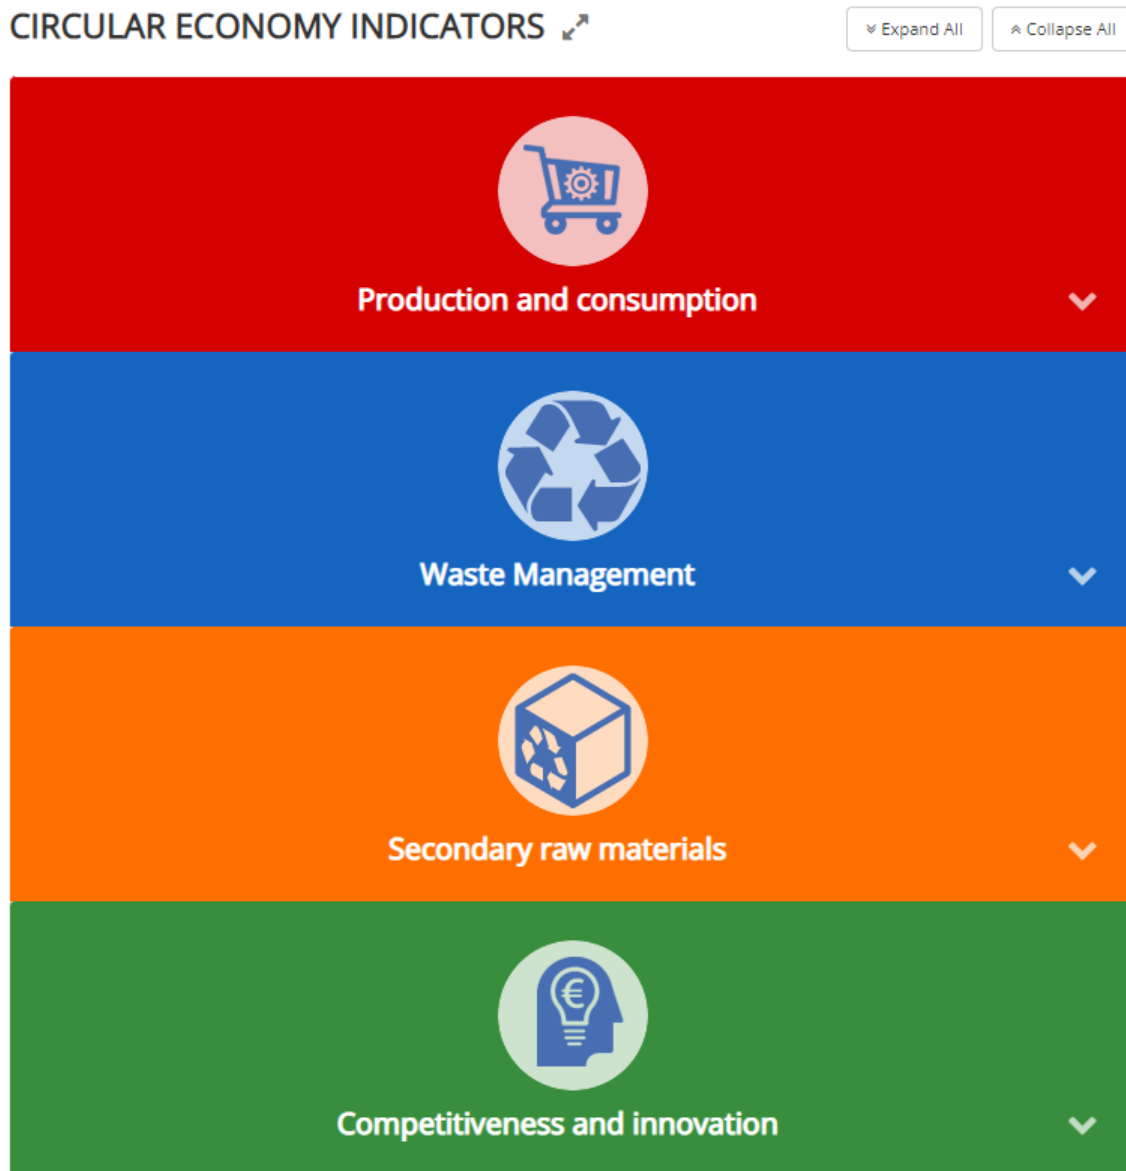 CIRCULAR ECONOMY INDICATORS
Expand All
Collapse All
Production and consumption
Waste Management
Secondary raw materials
€
Competitiveness and innovation